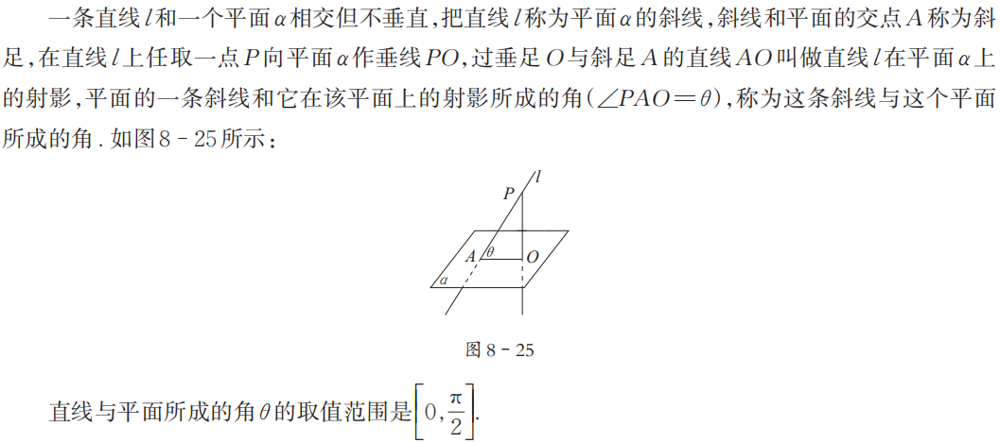 一条直线l和一个平面α相交但不垂直,把直线l称为平面α的斜线,斜线和平面的交点A称为斜
足,在直线l上任取一点P向平面α作垂线PO,过垂足O与斜足A的直线AO叫做直线l在平面α上
的射影,平面的一条斜线和它在该平面上的射影所成的角(∠PAO=θ),称为这条斜线与这个平面
所成的角.如图8-25所示:
l
P
A θ O
α
图8-25
直线与平面所成的角θ的取值范围是[0,π/2].